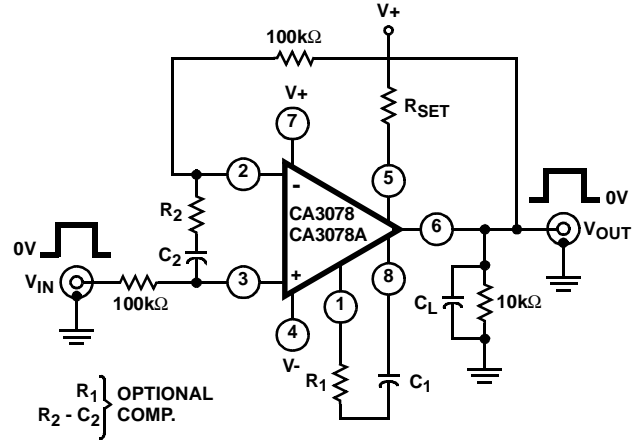 V+
100kΩ
RSET
V+
7
2
5
-
R2
CA3078
CA3078A
6
0V
VOUT
0V
C2
VIN
100kΩ
3
+
4
1
8
CL
10kΩ
V-
R1
C1
R1
R2 - C2
OPTIONAL
COMP.